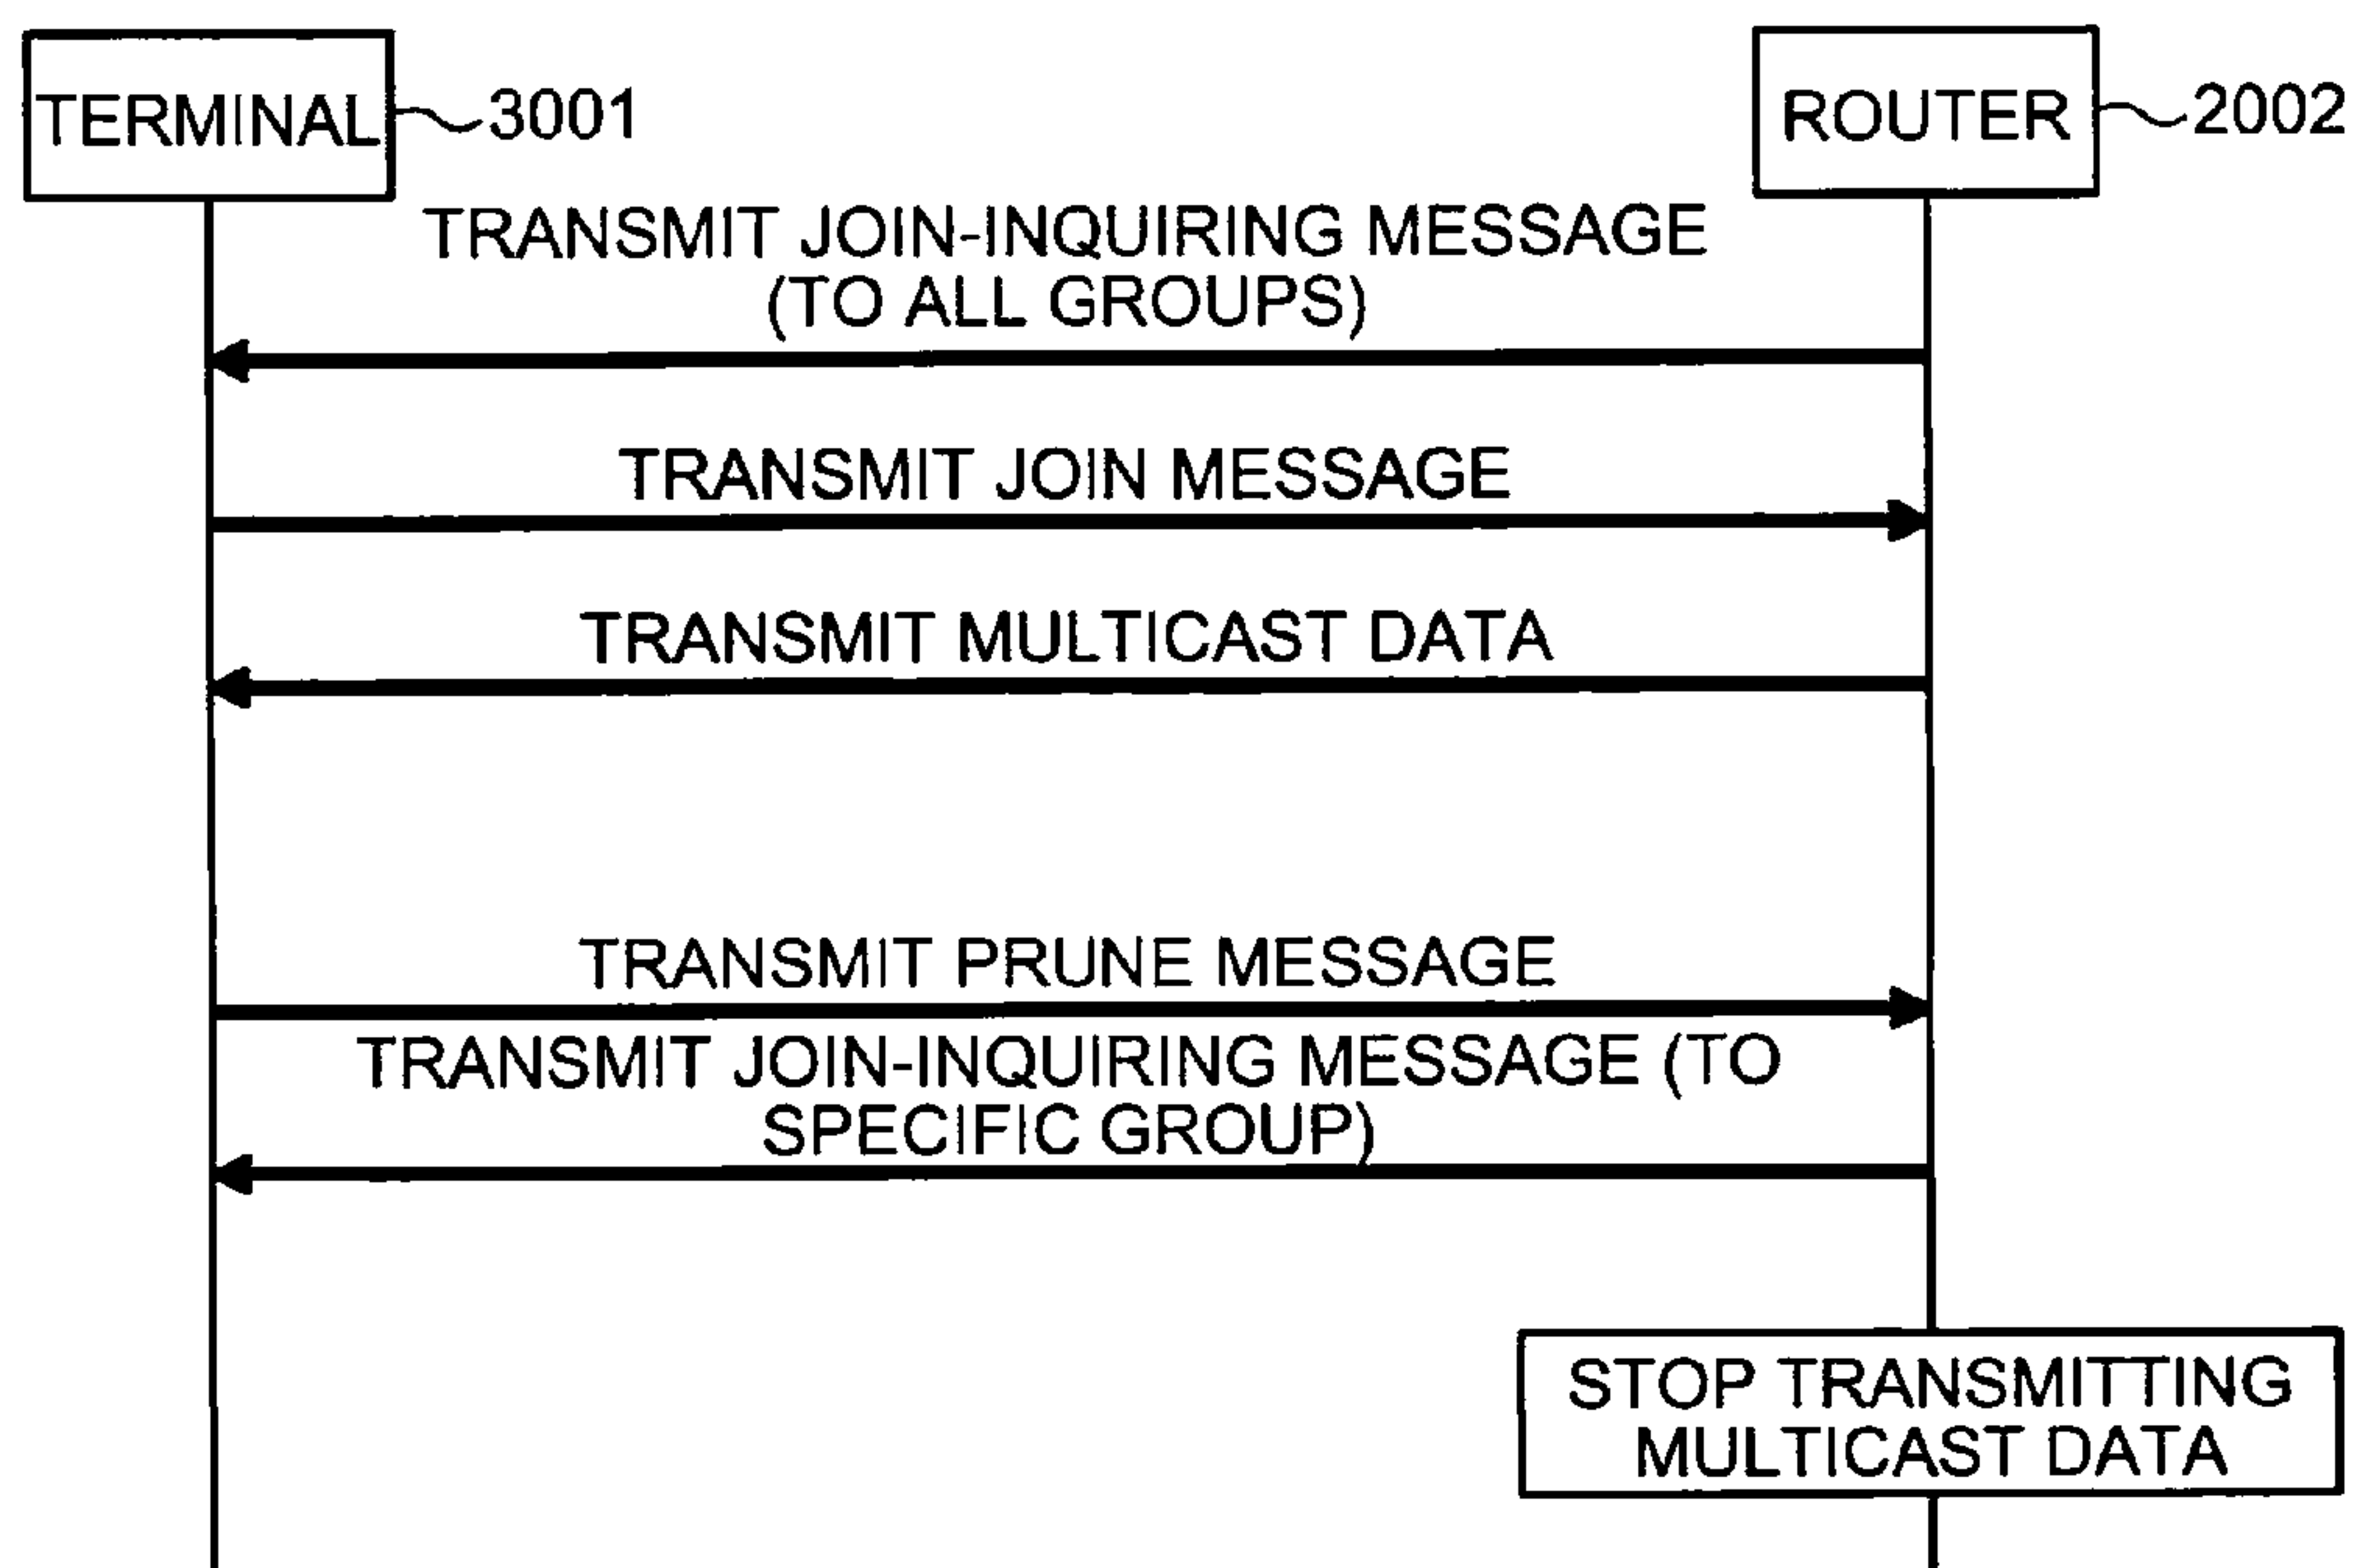 TERMINAL
3001
ROUTER
2002
TRANSMIT JOIN-INQUIRING MESSAGE
(TO ALL GROUPS)
TRANSMIT JOIN MESSAGE
TRANSMIT MULTICAST DATA
TRANSMIT PRUNE MESSAGE
TRANSMIT JOIN-INQUIRING MESSAGE (TO
SPECIFIC GROUP)
STOP TRANSMITTING
MULTICAST DATA